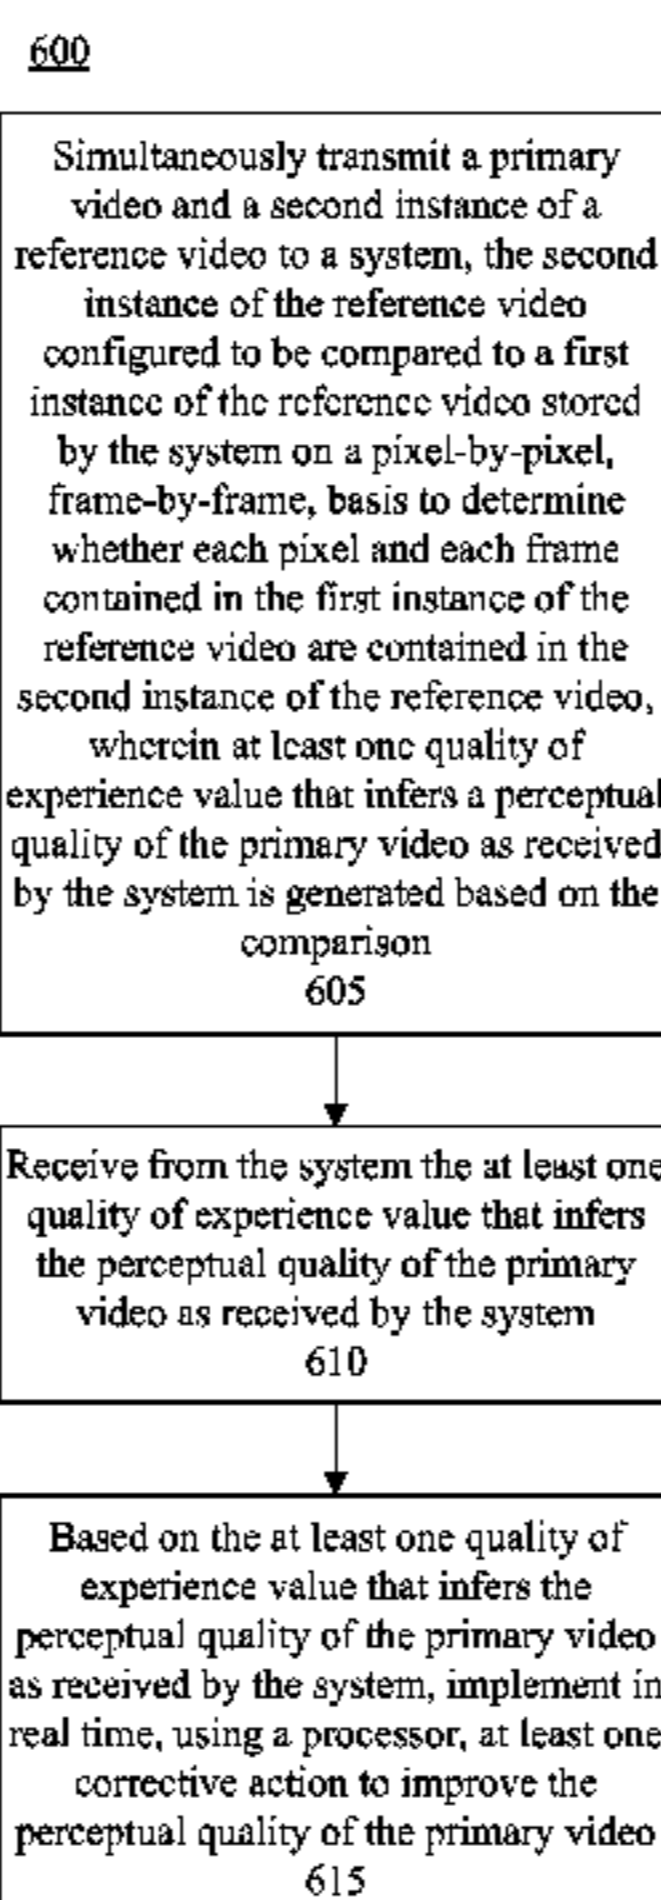 600
Simultaneously transmit a primary
video and a second instance of a
reference video to a system, the second
instance of the reference video
configured to be compared to a first
instance of the reference video stored
by the system on a pixel-by-pixel,
frame-by-frame, basis to determine
whether each pixel and each frame
contained in the first instance of the
reference video are contained in the
second instance of the reference video,
wherein at least one quality of
experience value that infers a perceptual
quality of the primary video as received
by the system is generated based on the
comparison
605
Receive from the system the at least one
quality of experience value that infers
the perceptual quality of the primary
video as received by the system
610
Based on the at least one quality of
experience value that infers the
perceptual quality of the primary video
as received by the system, implement in
real time, using a processor, at least one
corrective action to improve the
perceptual quality of the primary video
615